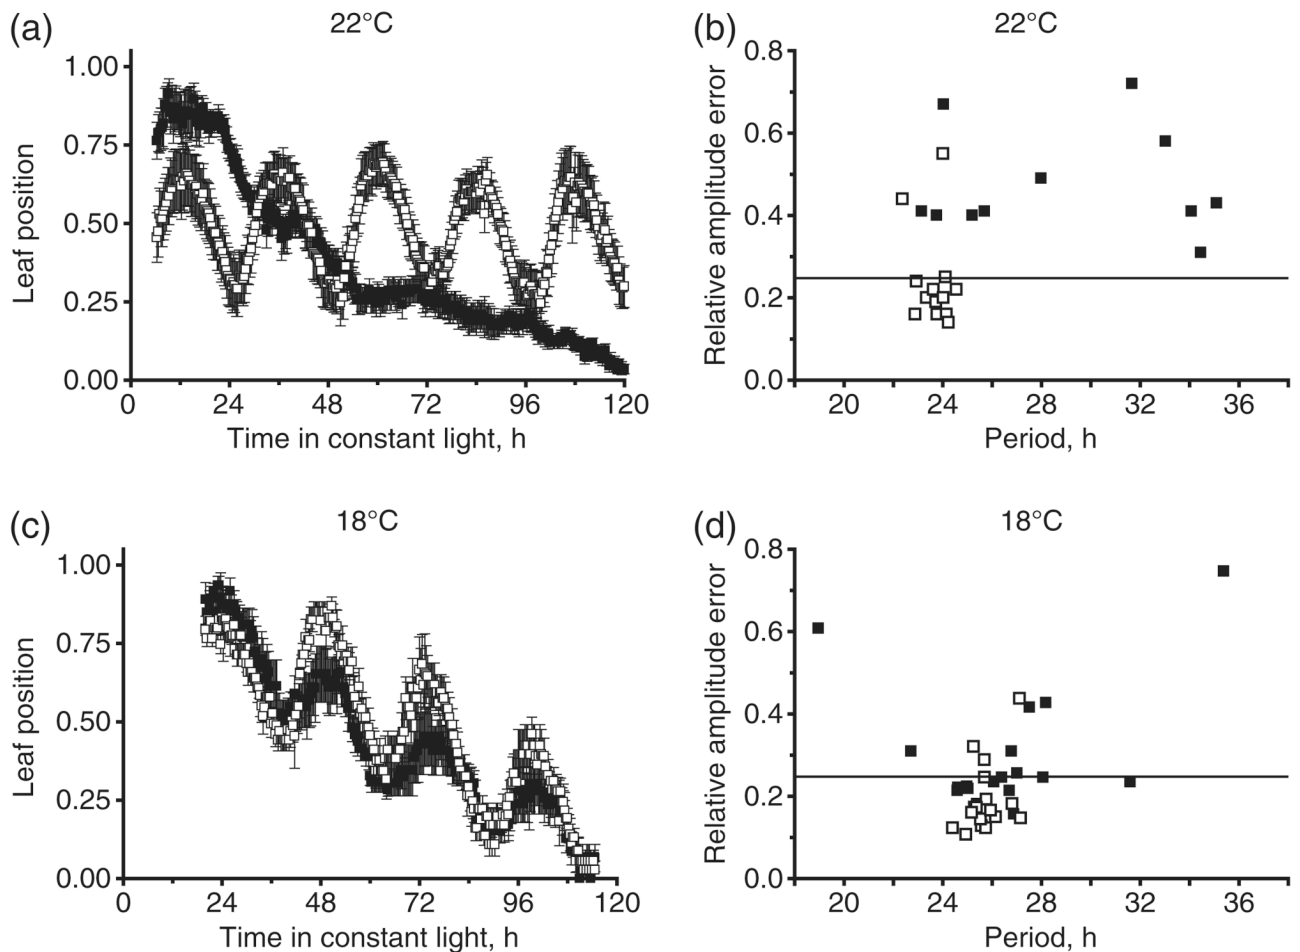 (a)
22°C
1.00
0.75
0.50
0.25
0.00
Leaf position
0 24 48 72 96 120
Time in constant light, h
(b)
22°C
0.8
0.6
0.4
0.2
0.0
Relative amplitude error
20 24 28 32 36
Period, h
(c)
18°C
1.00
0.75
0.50
0.25
0.00
Leaf position
0 24 48 72 96 120
Time in constant light, h
(d)
18°C
0.8
0.6
0.4
0.2
0.0
Relative amplitude error
20 24 28 32 36
Period, h